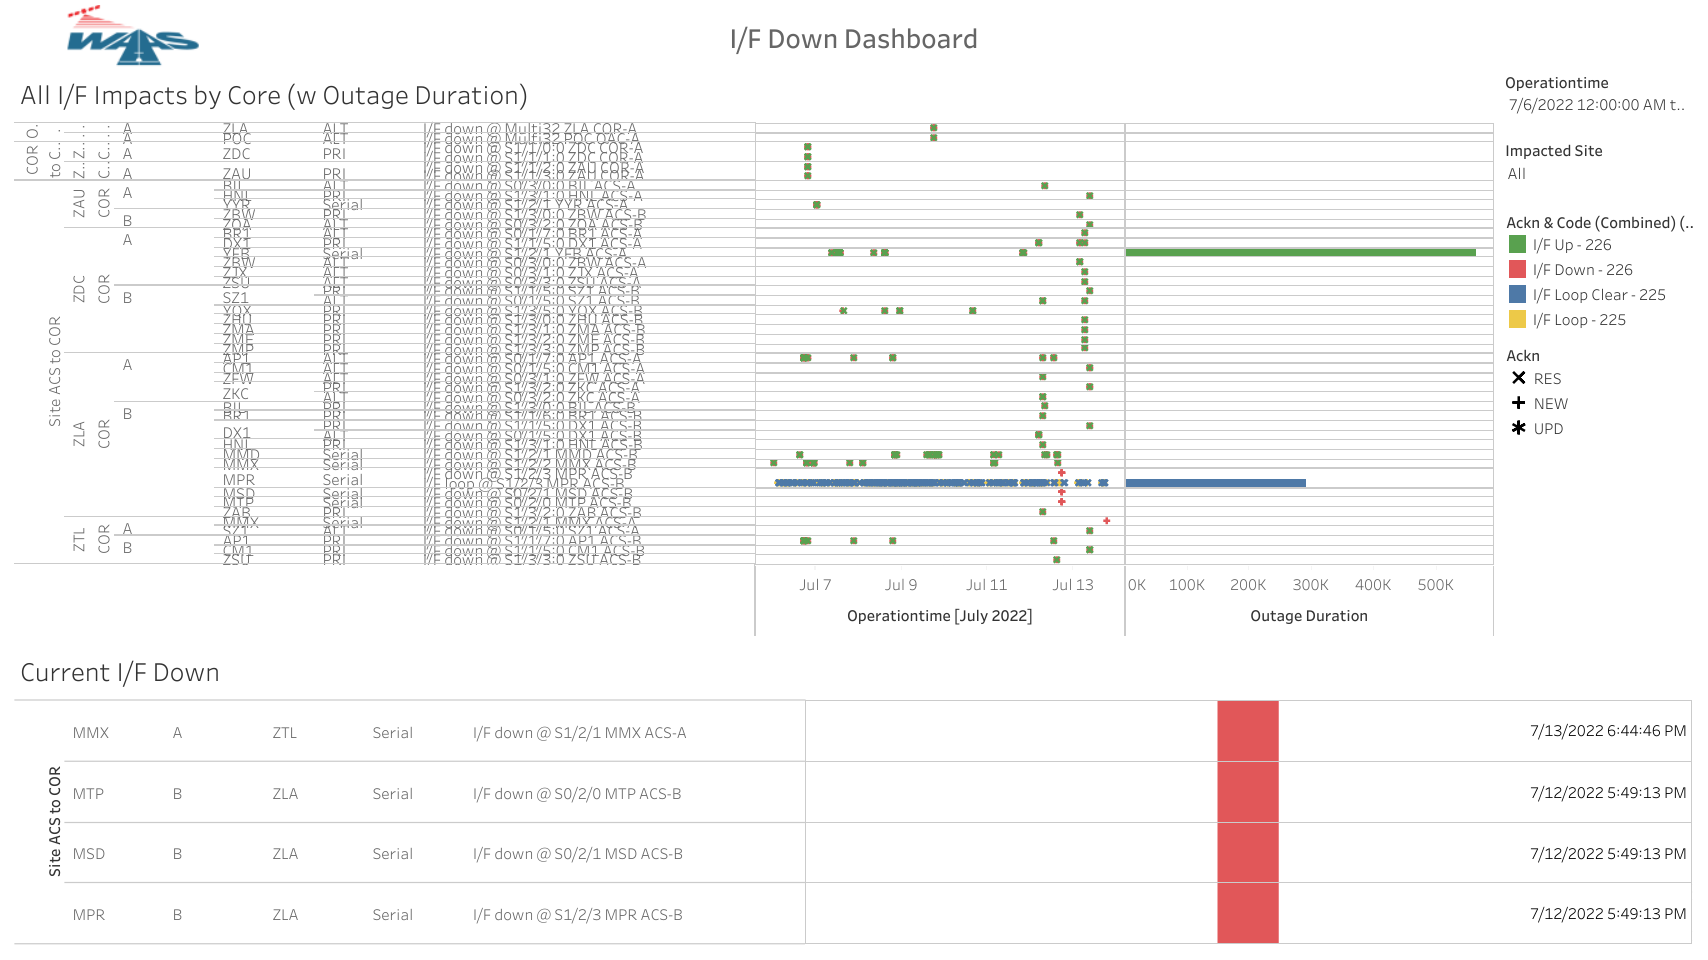 WAAS
I/F Down Dashboard
All I/F Impacts by Core (w Outage Duration)
COR O..
to C.. Z.. Z.. C.. C..
A ZLA ALT I/F down @ Multi32 ZLA COR-A
A POC ALT I/F down @ Multi32 POC OAC-A
A ZDC PRI I/F down @ S1/1/0:0 ZDC COR-A
I/F down @ S1/1/1:0 ZDC COR-A
I/F down @ S1/1/2:0 ZAU COR-A
A ZAU PRI I/F down @ S1/1/3:0 ZAU COR-A
Site ACS to COR
ZAU COR
A BIL ALT I/F down @ S0/3/0:0 BIL ACS-A
HNL PRI I/F down @ S1/3/1:0 HNL ACS-A
YYR Serial I/F down @ S1/2/1 YYR ACS-A
B ZBW PRI I/F down @ S1/3/0:0 ZBW ACS-B
ZOA ALT I/F down @ S0/3/2:0 ZOA ACS-B
ZDC COR
A BR1 ALT I/F down @ S0/1/7:0 BR1 ACS-A
DX1 PRI I/F down @ S1/1/5:0 DX1 ACS-A
YFB Serial I/F down @ S1/2/1 YFB ACS-A
ZBW ALT I/F down @ S0/3/0:0 ZBW ACS-A
ZJX ALT I/F down @ S0/3/1:0 ZJX ACS-A
ZSU ALT I/F down @ S0/3/3:0 ZSU ACS-A
B SZ1 PRI I/F down @ S1/1/5:0 SZ1 ACS-B
ALT I/F down @ S0/1/5:0 SZ1 ACS-B
YQX PRI I/F down @ S1/3/5:0 YQX ACS-B
ZHU PRI I/F down @ S1/3/0:0 ZHU ACS-B
ZMA PRI I/F down @ S1/3/1:0 ZMA ACS-B
ZME PRI I/F down @ S1/3/2:0 ZME ACS-B
ZMP PRI I/F down @ S1/3/3:0 ZMP ACS-B
ZLA COR
A AP1 ALT I/F down @ S0/1/7:0 AP1 ACS-A
CM1 ALT I/F down @ S0/1/5:0 CM1 ACS-A
ZFW ALT I/F down @ S0/3/1:0 ZFW ACS-A
ZKC PRI I/F down @ S1/3/2:0 ZKC ACS-A
ALT I/F down @ S0/3/2:0 ZKC ACS-A
B BIL PRI I/F down @ S1/3/0:0 BIL ACS-B
BR1 PRI I/F down @ S1/1/6:0 BR1 ACS-B
DX1 PRI I/F down @ S1/1/5:0 DX1 ACS-B
ALT I/F down @ S0/1/5:0 DX1 ACS-B
HNL PRI I/F down @ S1/3/1:0 HNL ACS-B
MMD Serial I/F down @ S1/2/1 MMD ACS-B
MMX Serial I/F down @ S1/2/2 MMX ACS-B
MPR Serial I/F down @ S1/2/3 MPR ACS-B
I/F loop @ S1/2/3 MPR ACS-B
MSD Serial I/F down @ S0/2/1 MSD ACS-B
MTP Serial I/F down @ S0/2/0 MTP ACS-B
ZAB PRI I/F down @ S1/3/2:0 ZAB ACS-B
ZTL COR
A MMX Serial I/F down @ S1/2/1 MMX ACS-A
SZ1 ALT I/F down @ S0/1/5:0 SZ1 ACS-A
B AP1 PRI I/F down @ S1/1/7:0 AP1 ACS-B
CM1 PRI I/F down @ S1/1/5:0 CM1 ACS-B
ZSU PRI I/F down @ S1/3/3:0 ZSU ACS-B
Jul 7 Jul 9 Jul 11 Jul 13 0K 100K 200K 300K 400K 500K
Operationtime [July 2022] Outage Duration
Operationtime
7/6/2022 12:00:00 AM t..
Impacted Site
All
Ackn & Code (Combined) (..
I/F Up - 226
I/F Down - 226
I/F Loop Clear - 225
I/F Loop - 225
Ackn
RES
NEW
UPD
Current I/F Down
Site ACS to COR
MMX A ZTL Serial I/F down @ S1/2/1 MMX ACS-A 7/13/2022 6:44:46 PM
MTP B ZLA Serial I/F down @ S0/2/0 MTP ACS-B 7/12/2022 5:49:13 PM
MSD B ZLA Serial I/F down @ S0/2/1 MSD ACS-B 7/12/2022 5:49:13 PM
MPR B ZLA Serial I/F down @ S1/2/3 MPR ACS-B 7/12/2022 5:49:13 PM